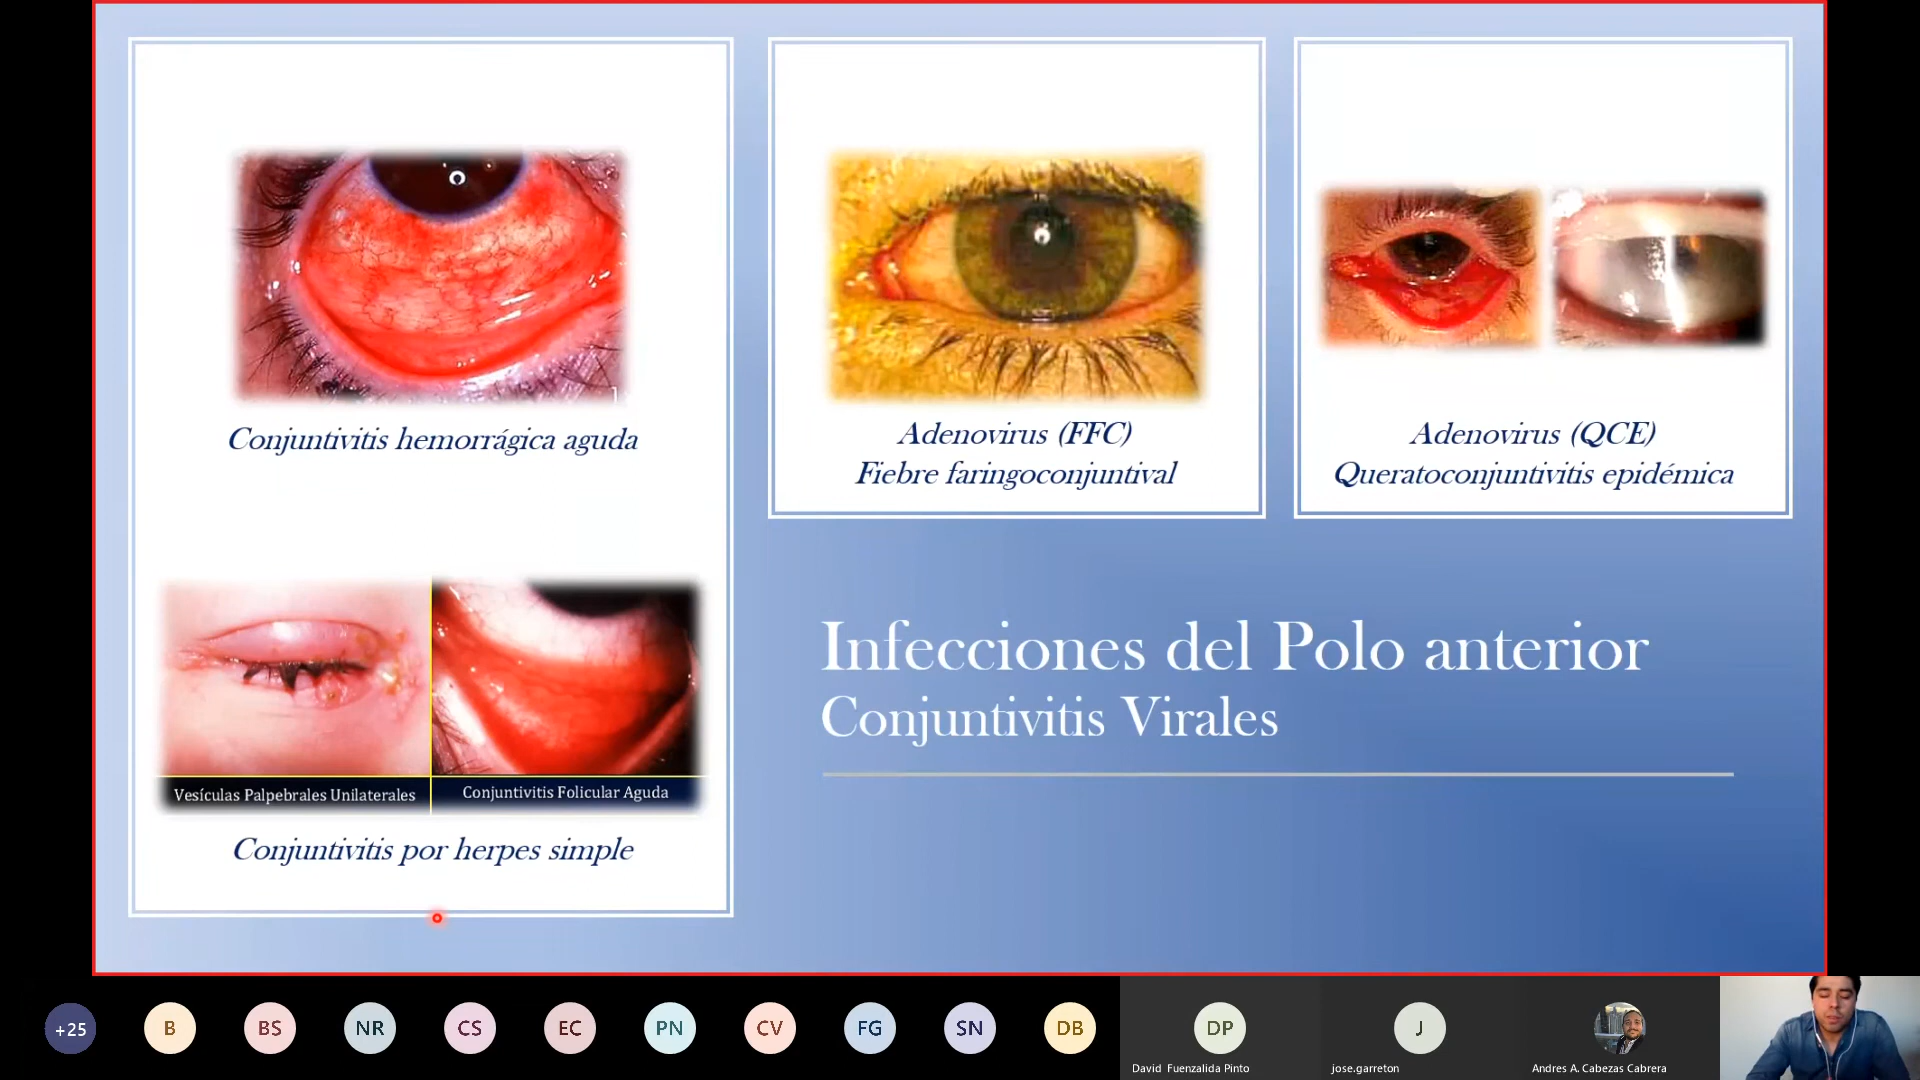 Conjuntivitis hemorrágica aguda
Vesículas Palpebrales Unilaterales
Conjuntivitis Folicular Aguda
Conjuntivitis por herpes simple
Adenovirus (FFC)
Fiebre faringoconjuntival
Adenovirus (QCE)
Queratoconjuntivitis epidémica
Infecciones del Polo anterior
Conjuntivitis Virales
+25
B
BS
NR
CS
EC
PN
CV
FG
SN
DB
DP
David Fuenzalida Pinto
J
jose.garreton
Andres A. Cabezas Cabrera